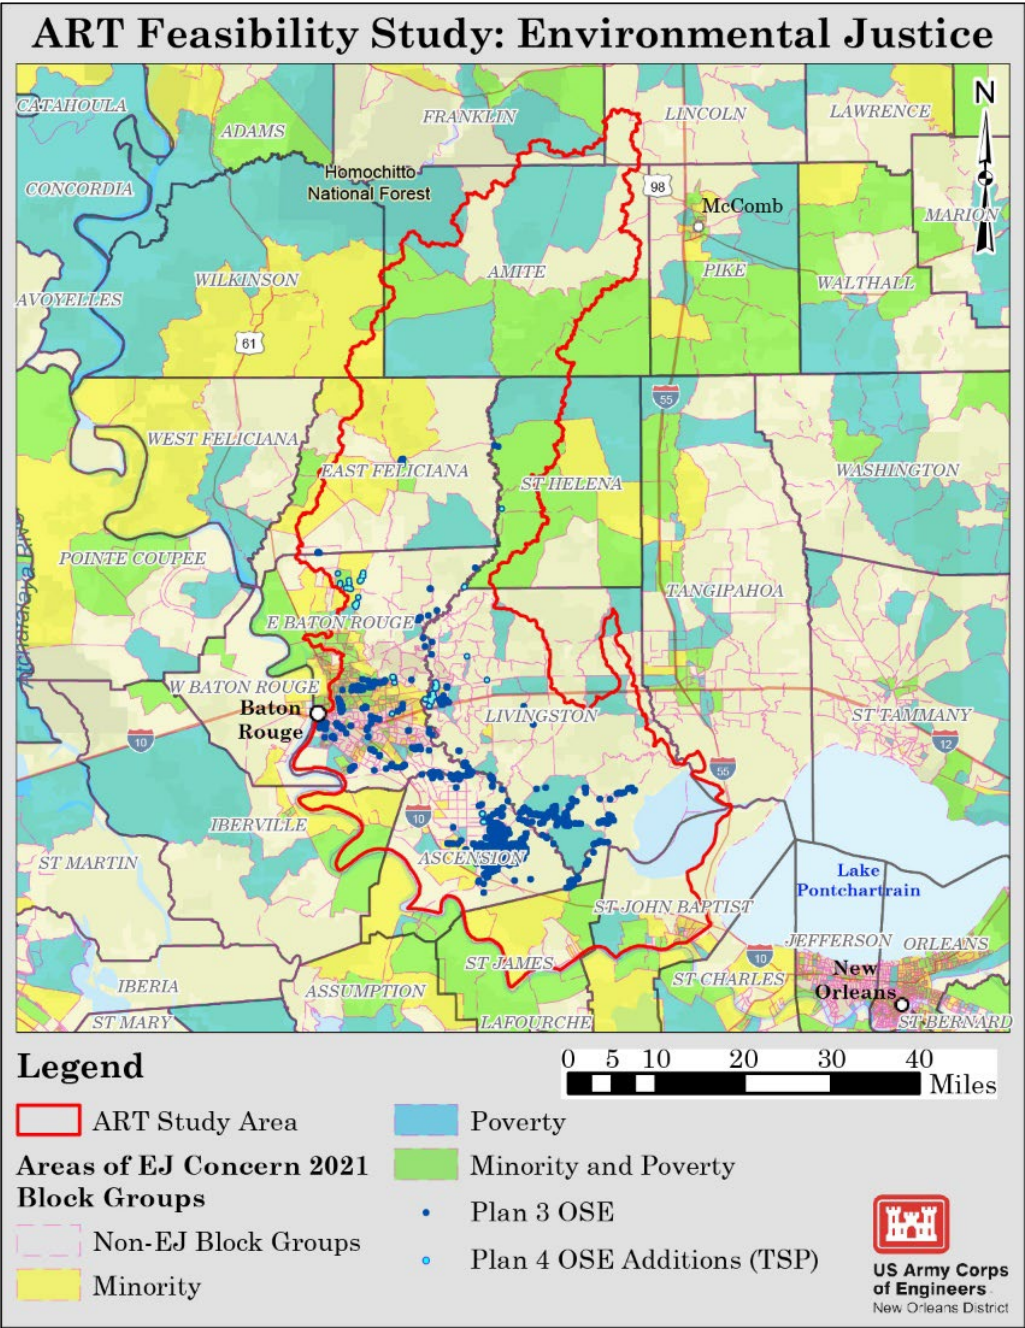 ART Feasibility Study: Environmental Justice
CATAHOULA
ADAMS
FRANKLIN
LINCOLN
LAWRENCE
N
CONCORDIA
Homochitto
National Forest
98
McComb
MARION
AVOYELLES
WILKINSON
AMITE
PIKE
WALTHALL
61
55
WEST FELICIANA
EAST FELICIANA
ST HELENA
WASHINGTON
POINTE COUPEE
TANGIPAHOA
E BATON ROUGE
W BATON ROUGE
Baton
Rouge
LIVINGSTON
ST TAMMANY
10
12
55
IBERVILLE
10
ST MARTIN
ASCENSION
Lake
Pontchartrain
ST JOHN BAPTIST
JEFFERSON
ORLEANS
10
ST JAMES
ST CHARLES
New
Orleans
IBERIA
ASSUMPTION
ST MARY
LAFOURCHE
ST BERNARD
Legend
0 5 10 20 30 40
Miles
ART Study Area
Areas of EJ Concern 2021
Block Groups
Non-EJ Block Groups
Minority
Poverty
Minority and Poverty
Plan 3 OSE
Plan 4 OSE Additions (TSP)
US Army Corps
of Engineers
New Orleans District